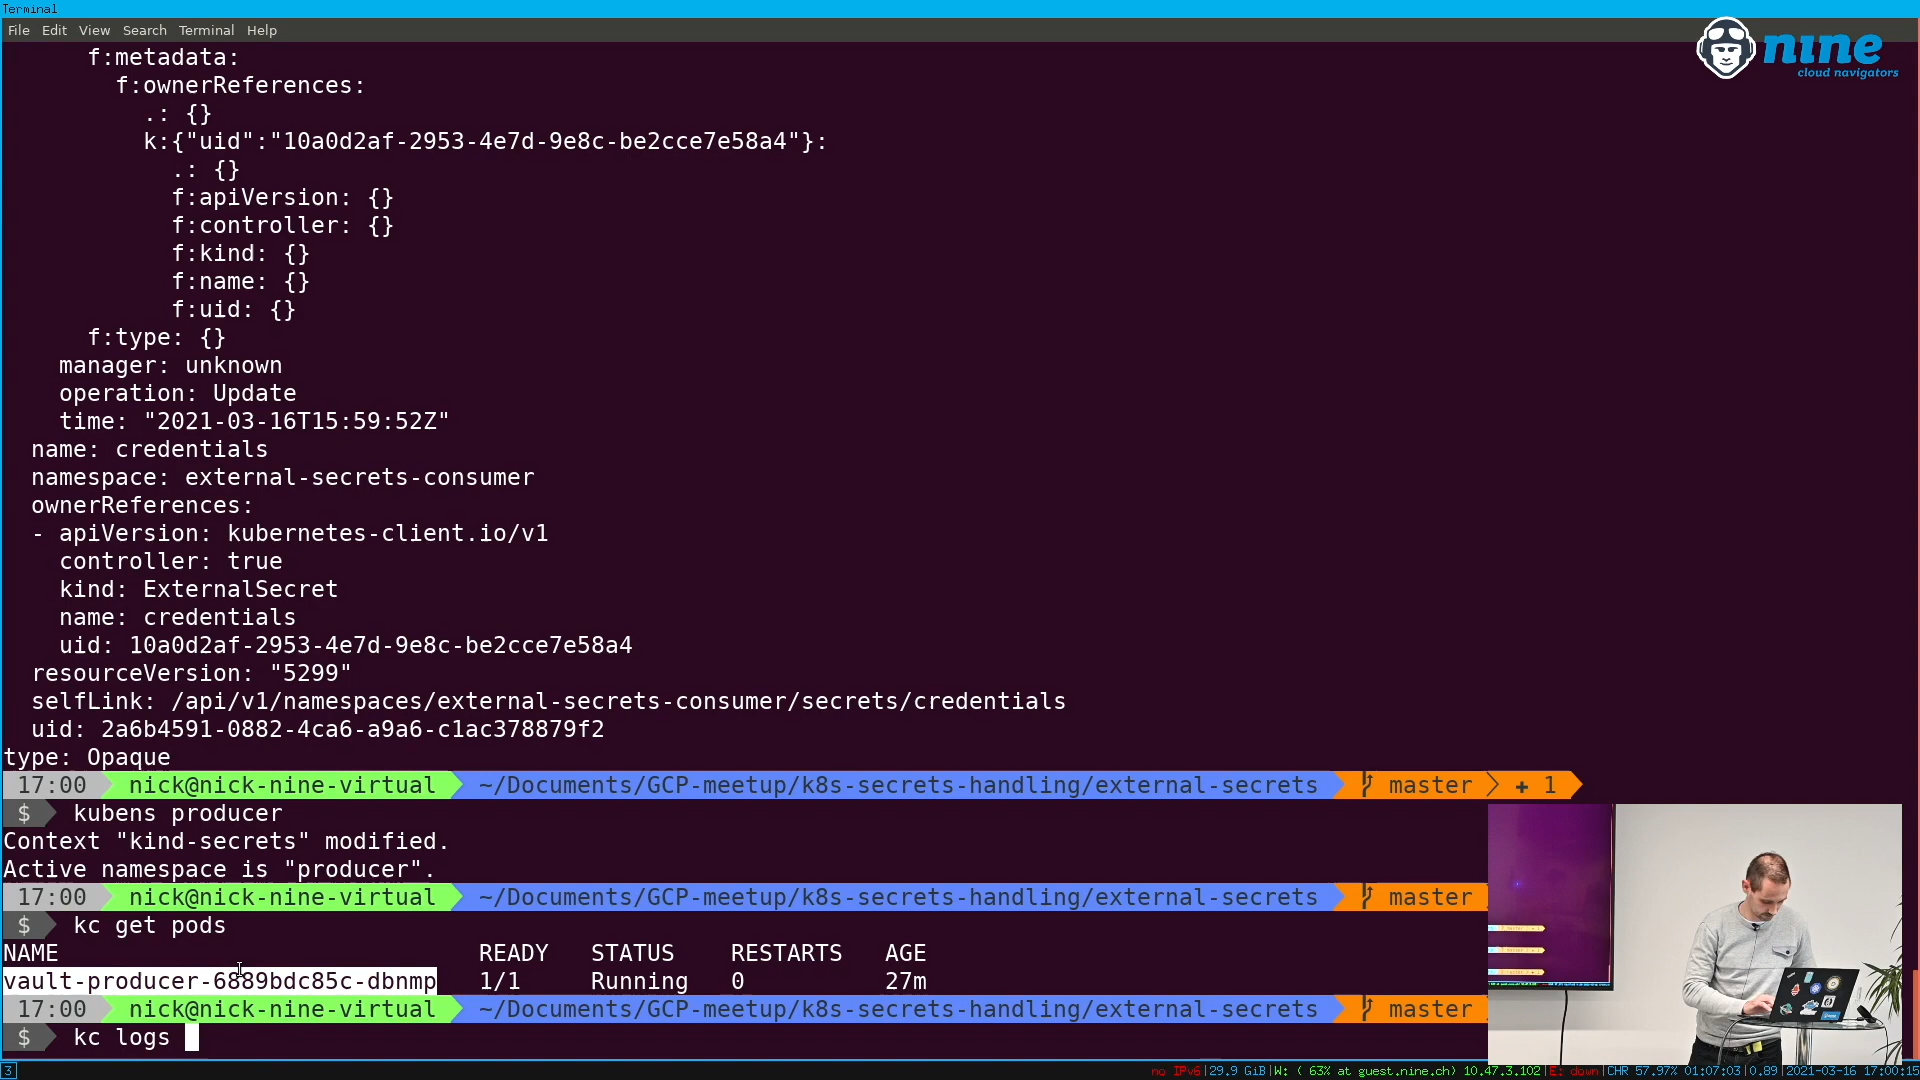 Terminal
File Edit View Search Terminal Help
nine
cloud navigators
f:metadata:
f:ownerReferences:
.: {}
k:{"uid":"10a0d2af-2953-4e7d-9e8c-be2cce7e58a4"}:
.: {}
f:apiVersion: {}
f:controller: {}
f:kind: {}
f:name: {}
f:uid: {}
f:type: {}
manager: unknown
operation: Update
time: "2021-03-16T15:59:52Z"
name: credentials
namespace: external-secrets-consumer
ownerReferences:
- apiVersion: kubernetes-client.io/v1
controller: true
kind: ExternalSecret
name: credentials
uid: 10a0d2af-2953-4e7d-9e8c-be2cce7e58a4
resourceVersion: "5299"
selfLink: /api/v1/namespaces/external-secrets-consumer/secrets/credentials
uid: 2a6b4591-0882-4ca6-a9a6-c1ac378879f2
type: Opaque
17:00 nick@nick-nine-virtual ~/Documents/GCP-meetup/k8s-secrets-handling/external-secrets master + 1
$ kubens producer
Context "kind-secrets" modified.
Active namespace is "producer".
17:00 nick@nick-nine-virtual ~/Documents/GCP-meetup/k8s-secrets-handling/external-secrets master
$ kc get pods
NAME READY STATUS RESTARTS AGE
vault-producer-6889bdc85c-dbnmp 1/1 Running 0 27m
17:00 nick@nick-nine-virtual ~/Documents/GCP-meetup/k8s-secrets-handling/external-secrets master
$ kc logs
3 no IPv6|29.9 GiB|W: ( 63% at guest.nine.ch) 10.47.3.102|E: down|CHR 57.97% 01:07:03|0.89|2021-03-16 17:00:15